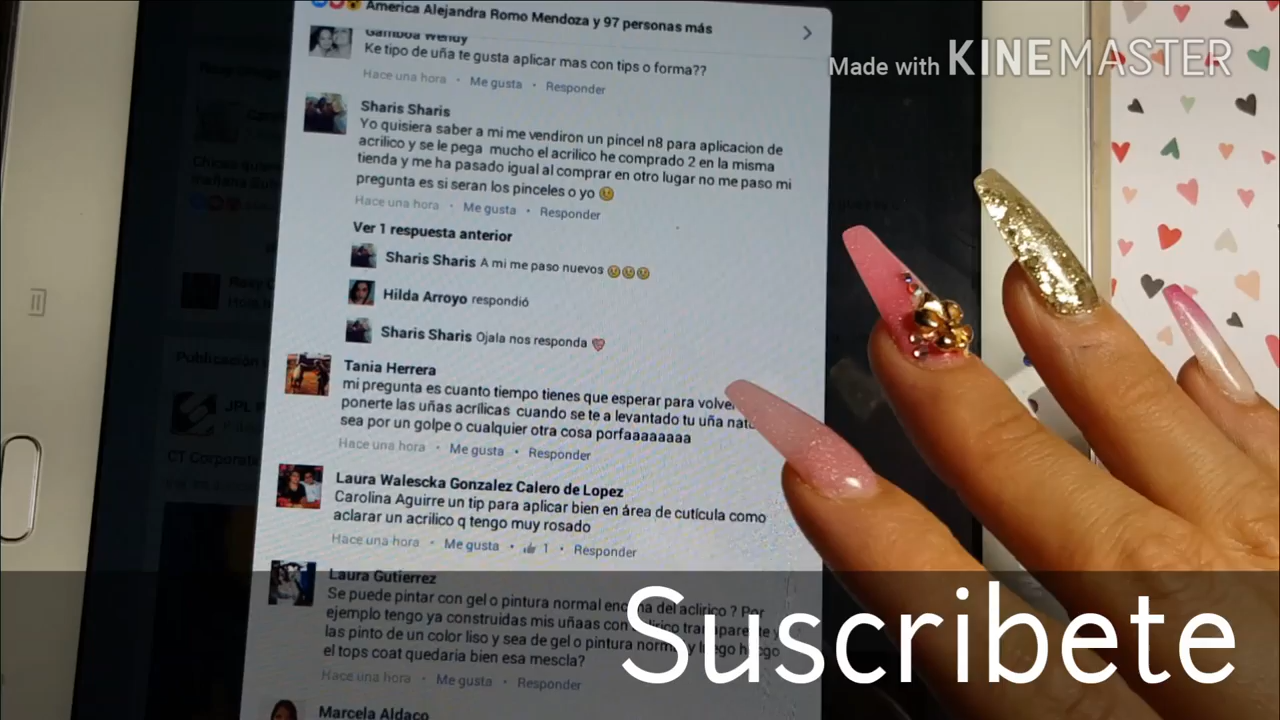 America Alejandra Romo Mendoza y 97 personas más
Made with KINEMASTER
Gamboa Wendy
Ke tipo de uña te gusta aplicar mas con tips o forma??
Hace una hora · Me gusta · Responder
Sharis Sharis
Yo quisiera saber a mi me vendiron un pincel n8 para aplicacion de
acrilico y se le pega mucho el acrilico he comprado 2 en la misma
tienda y me ha pasado igual al comprar en otro lugar no me paso mi
pregunta es si seran los pinceles o yo 😢
Hace una hora · Me gusta · Responder
Ver 1 respuesta anterior
Sharis Sharis A mi me paso nuevos 😢😢😢
Hilda Arroyo respondió
Sharis Sharis Ojala nos responda 💖
Tania Herrera
mi pregunta es cuanto tiempo tienes que esperar para volver
ponerte las uñas acrílicas cuando se te a levantado tu uña
sea por un golpe o cualquier otra cosa porfaaaaaaaa
Hace una hora · Me gusta · Responder
Laura Walescka Gonzalez Calero de Lopez
Carolina Aguirre un tip para aplicar bien en área de cutícula como
aclarar un acrilico q tengo muy rosado
Hace una hora · Me gusta · 1 · Responder
Laura Gutierrez
Se puede pintar con gel o pintura normal encima del aclirico ? Por
ejemplo tengo ya construidas mis uñaas con
las pinto de un color liso y sea de gel o pintura
el tops coat quedaria bien esa mescla?
Hace una hora · Me gusta · Responder
Marcela Aldaco
Suscribete
Publicación
JPL
CT Corporatio